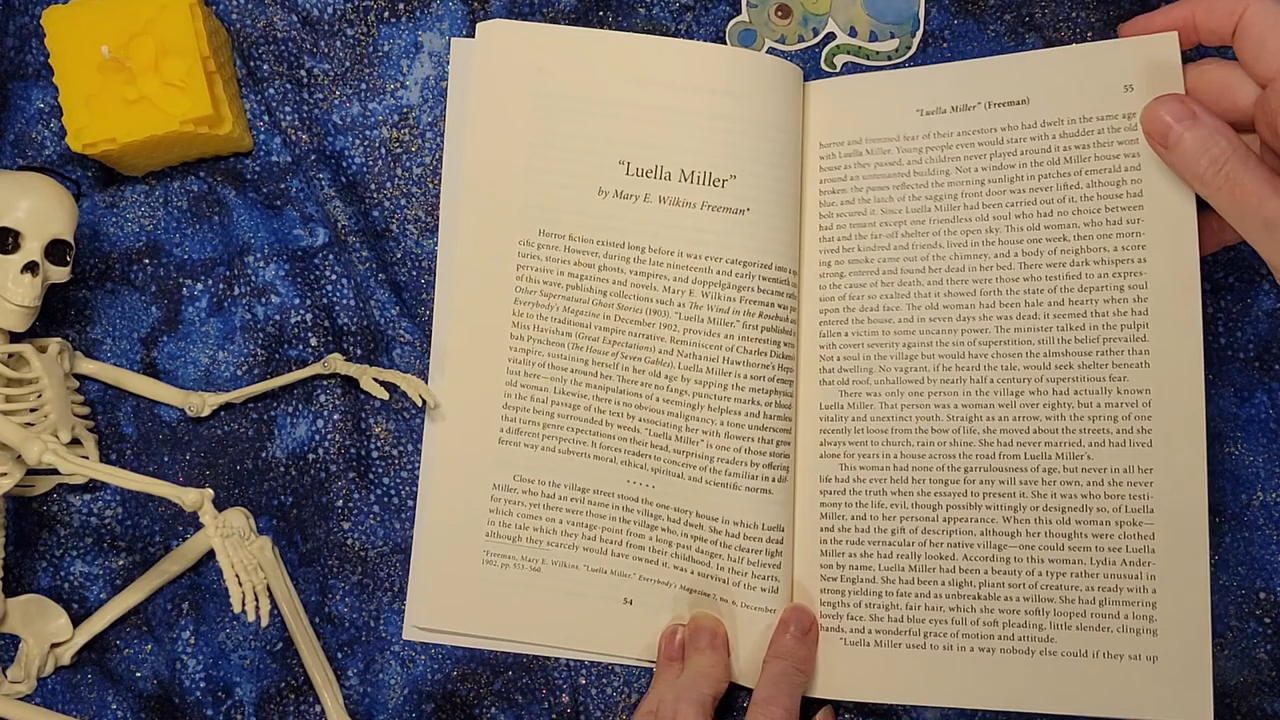 "Luella Miller"
by Mary E. Wilkins Freeman*
Horror fiction existed long before it was ever categorized into a
cific genre. However, during the late nineteenth and early twentieth
turies, stories about ghosts, vampires, and doppelgängers became
pervasive in magazines and novels. Mary E. Wilkins Freeman was
of this wave, publishing collections such as The Wind in the Rosebush
Other Supernatural Ghost Stories (1903). "Luella Miller," first published
Everybody's Magazine in December 1902, provides an interesting
kle to the traditional vampire narrative. Reminiscent of Charles
Miss Havisham (Great Expectations) and Nathaniel Hawthorne's
bah Pyncheon (The House of Seven Gables), Luella Miller is a sort of energy
vampire, sustaining herself in her old age by sapping the metaphysical
vitality of those around her. There are no fangs, puncture marks, or blood-
lust here—only the manipulations of a seemingly helpless and harmless
old woman. Likewise, there is no obvious malignancy, a tone underscored
in the final passage of the text by associating her with flowers that grow
despite being surrounded by weeds. "Luella Miller" is one of those stories
that turns genre expectations on their head, surprising readers by offering
a different perspective. It forces readers to conceive of the familiar in a dif-
ferent way and subverts moral, ethical, spiritual, and scientific norms.
* * * * *
Close to the village street stood the one-story house in which Luella
Miller, who had an evil name in the village, had dwelt. She had been dead
for years, yet there were those in the village who, in spite of the clearer light
which comes on a vantage-point from a long-past danger, half believed
in the tale which they had heard from their childhood. In their hearts,
although they scarcely would have owned it, was a survival of the wild
*Freeman, Mary E. Wilkins. "Luella Miller." Everybody's Magazine 7, no. 6, December
1902, pp. 553-560.
54
"Luella Miller" (Freeman)
55
horror and frenzied fear of their ancestors who had dwelt in the same age
with Luella Miller. Young people even would stare with a shudder at the old
house as they passed, and children never played around it as was their wont
around an untenanted building. Not a window in the old Miller house was
broken: the panes reflected the morning sunlight in patches of emerald and
blue, and the latch of the sagging front door was never lifted, although no
bolt secured it. Since Luella Miller had been carried out of it, the house had
had no tenant except one friendless old soul who had no choice between
that and the far-off shelter of the open sky. This old woman, who had sur-
vived her kindred and friends, lived in the house one week, then one morn-
ing no smoke came out of the chimney, and a body of neighbors, a score
strong, entered and found her dead in her bed. There were dark whispers as
to the cause of her death, and there were those who testified to an expres-
sion of fear so exalted that it showed forth the state of the departing soul
upon the dead face. The old woman had been hale and hearty when she
entered the house, and in seven days she was dead; it seemed that she had
fallen a victim to some uncanny power. The minister talked in the pulpit
with covert severity against the sin of superstition, still the belief prevailed.
Not a soul in the village but would have chosen the almshouse rather than
that dwelling. No vagrant, if he heard the tale, would seek shelter beneath
that old roof, unhallowed by nearly half a century of superstitious fear.
There was only one person in the village who had actually known
Luella Miller. That person was a woman well over eighty, but a marvel of
vitality and unextinct youth. Straight as an arrow, with the spring of one
recently let loose from the bow of life, she moved about the streets, and she
always went to church, rain or shine. She had never married, and had lived
alone for years in a house across the road from Luella Miller's.
This woman had none of the garrulousness of age, but never in all her
life had she ever held her tongue for any will save her own, and she never
spared the truth when she essayed to present it. She it was who bore testi-
mony to the life, evil, though possibly wittingly or designedly so, of Luella
Miller, and to her personal appearance. When this old woman spoke—
and she had the gift of description, although her thoughts were clothed
in the rude vernacular of her native village—one could seem to see Luella
Miller as she had really looked. According to this woman, Lydia Ander-
son by name, Luella Miller had been a beauty of a type rather unusual in
New England. She had been a slight, pliant sort of creature, as ready with a
strong yielding to fate and as unbreakable as a willow. She had glimmering
lengths of straight, fair hair, which she wore softly looped round a long,
lovely face. She had blue eyes full of soft pleading, little slender, clinging
hands, and a wonderful grace of motion and attitude.
"Luella Miller used to sit in a way nobody else could if they sat up